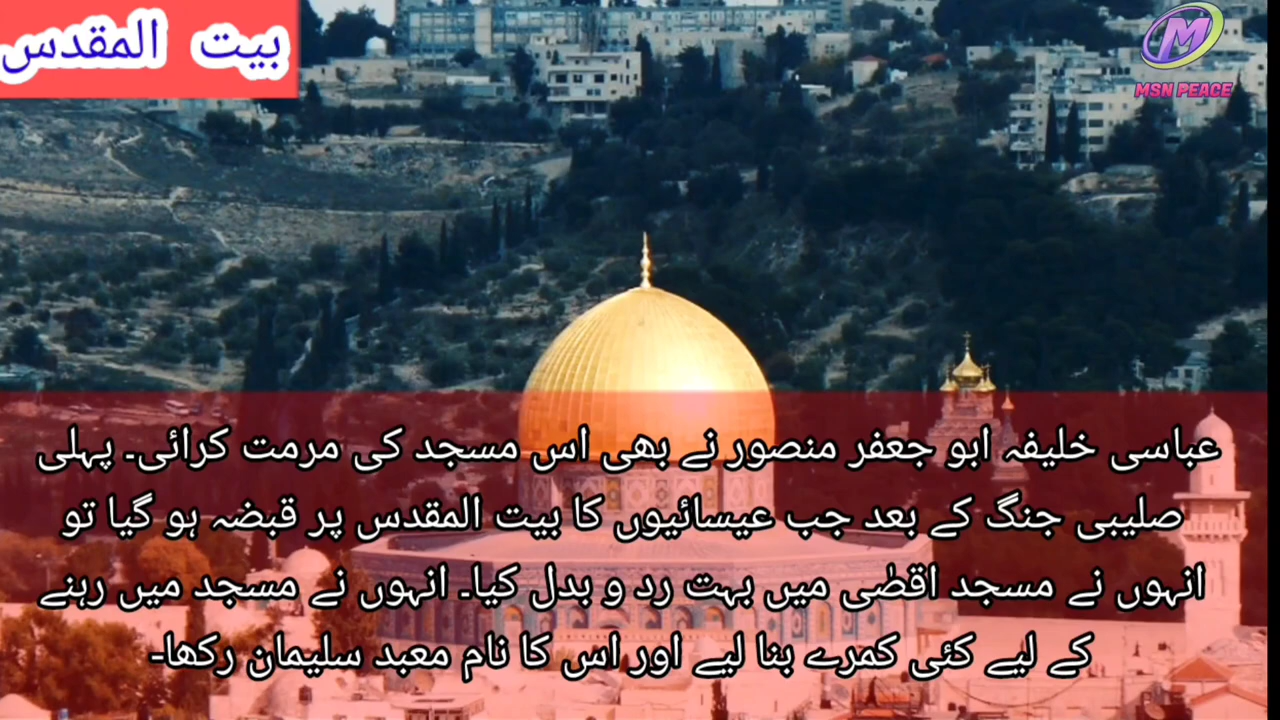 بیت المقدس
MSN PEACE
عباسی خلیفہ ابو جعفر منصور نے بھی اس مسجد کی مرمت کرائی۔ پہلی
صلیبی جنگ کے بعد جب عیسائیوں کا بیت المقدس پر قبضہ ہو گیا تو
انہوں نے مسجد اقصٰی میں بہت رد و بدل کیا۔ انہوں نے مسجد میں رہنے
کے لیے کئی کمرے بنا لیے اور اس کا نام معبد سلیمان رکھا-